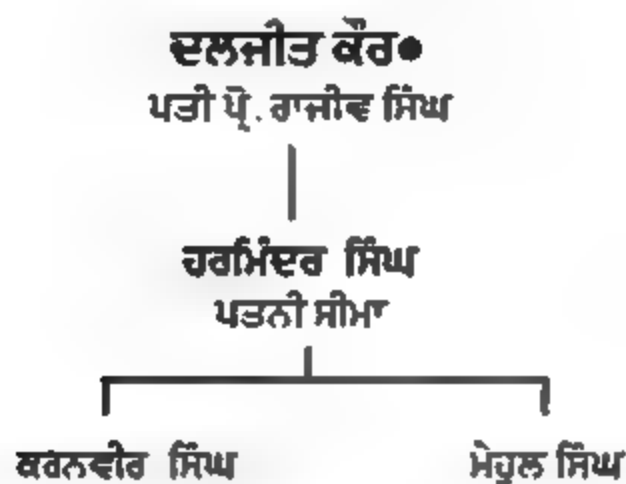 ਦਲਜੀਤ ਕੌਰ●
ਪਤੀ ਪ੍ਰੋ. ਰਾਜੀਵ ਸਿੰਘ
ਹਰਮਿੰਦਰ ਸਿੰਘ
ਪਤਨੀ ਸੀਮਾ
ਕਰਨਵੀਰ ਸਿੰਘ
ਮੇਹੁਲ ਸਿੰਘ